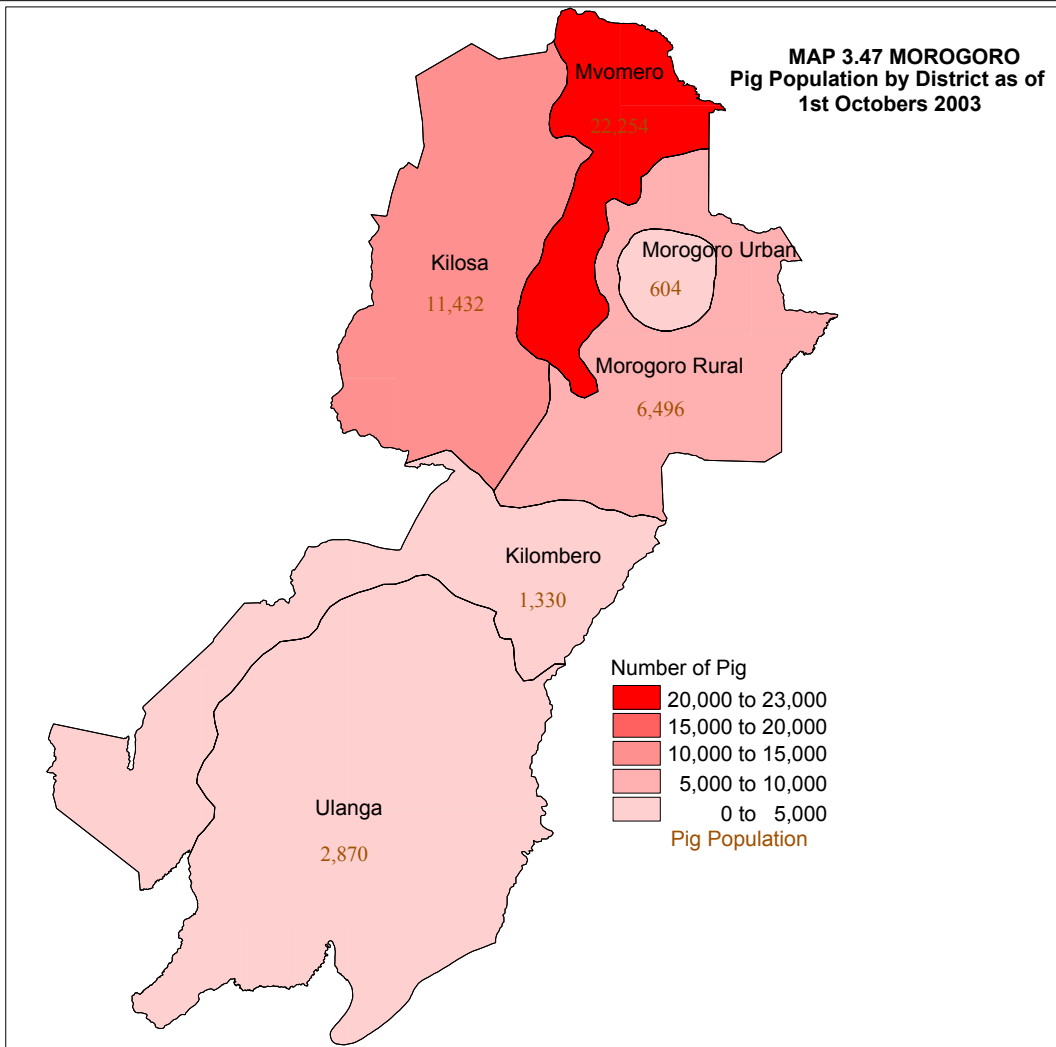 MAP 3.47 MOROGORO
Pig Population by District as of
1st Octobers 2003
Mvomero
22,254
Morogoro Urban
604
Kilosa
11,432
Morogoro Rural
6,496
Kilombero
1,330
Ulanga
2,870
Number of Pig
20,000 to 23,000
15,000 to 20,000
10,000 to 15,000
5,000 to 10,000
0 to 5,000
Pig Population